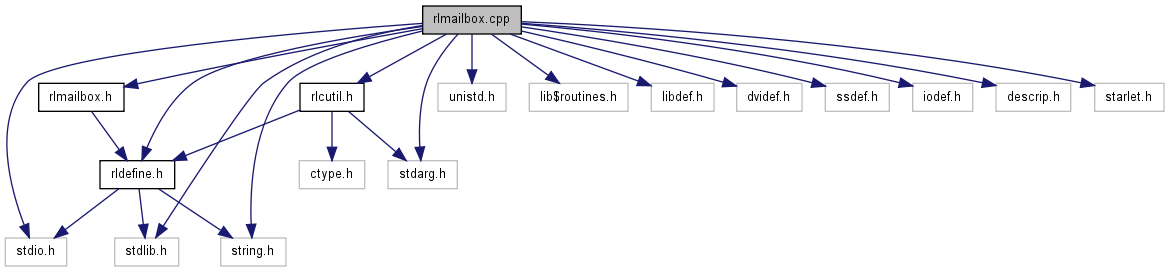 rlmailbox.cpp
rlmailbox.h
rlcutil.h
unistd.h
lib$routines.h
libdef.h
dvidef.h
ssdef.h
iodef.h
descrip.h
starlet.h
rldefine.h
ctype.h
stdarg.h
stdio.h
stdlib.h
string.h